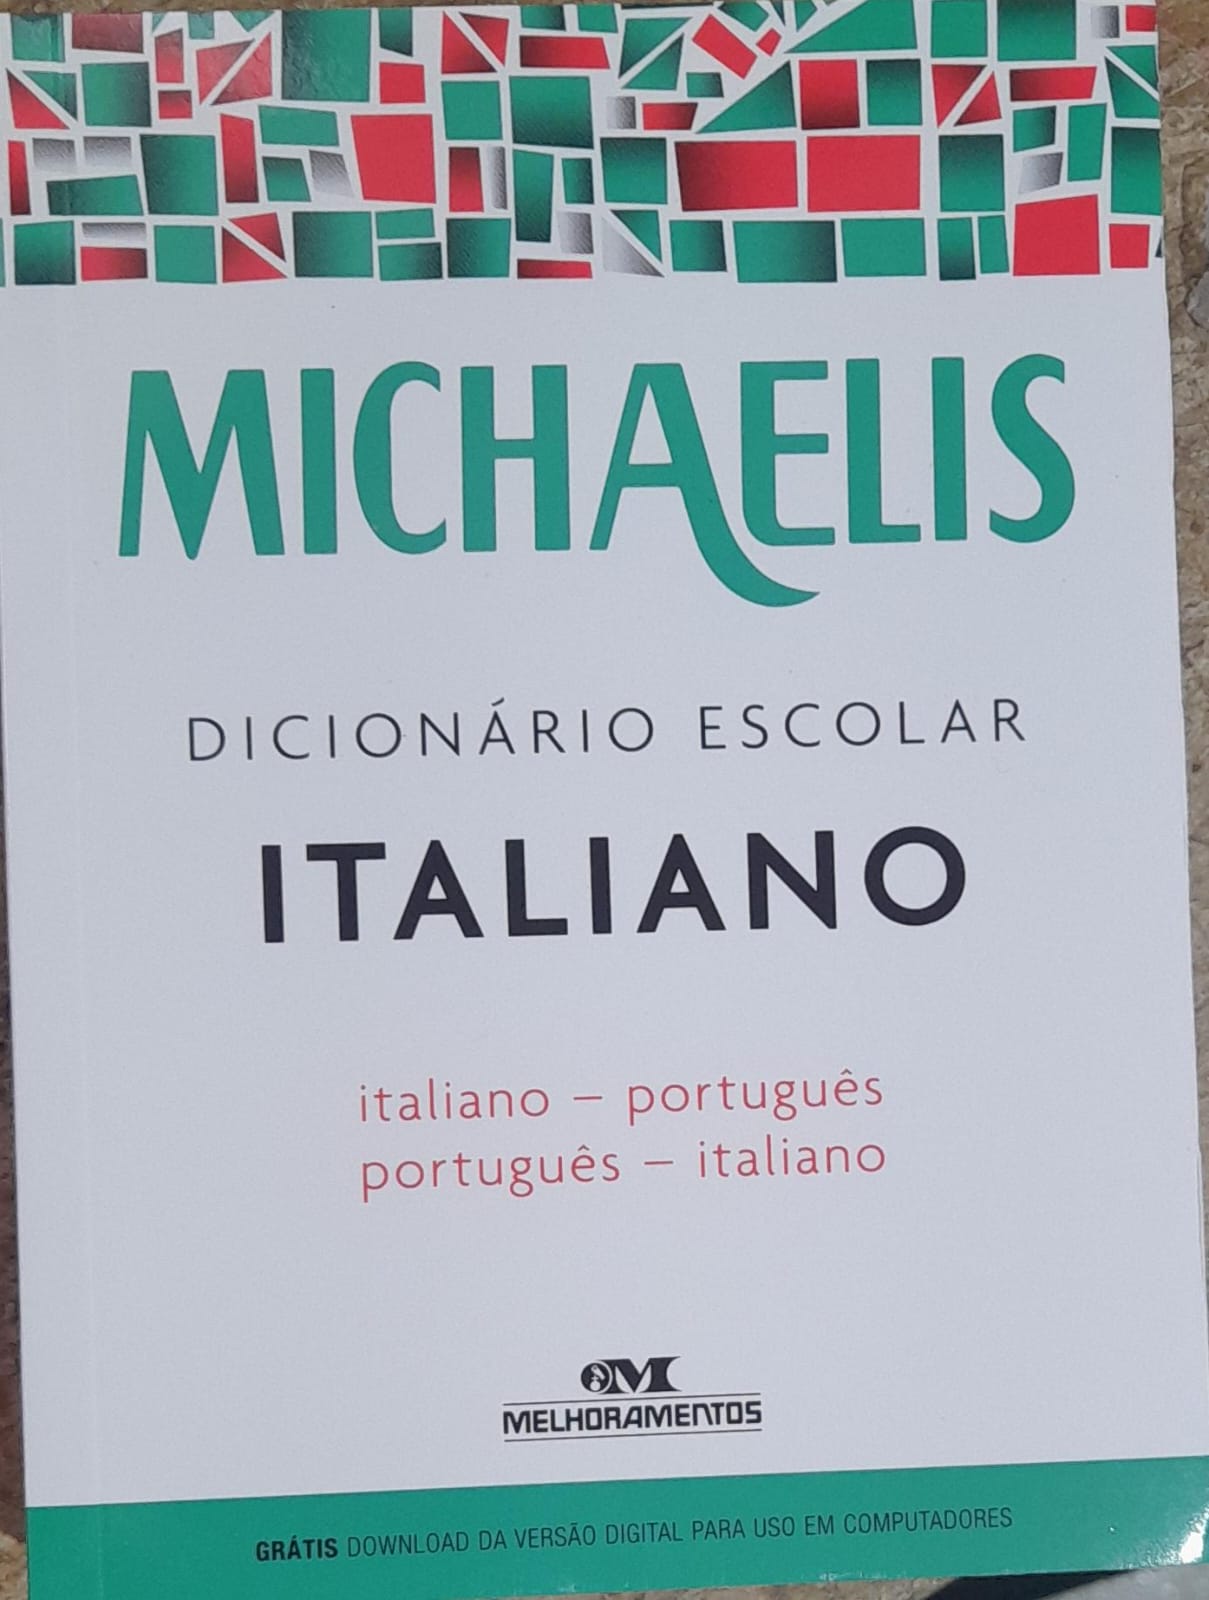 MICHAELIS
DICIONÁRIO ESCOLAR
ITALIANO
italiano – português
português – italiano
M
MELHORAMENTOS
GRÁTIS DOWNLOAD DA VERSÃO DIGITAL PARA USO EM COMPUTADORES